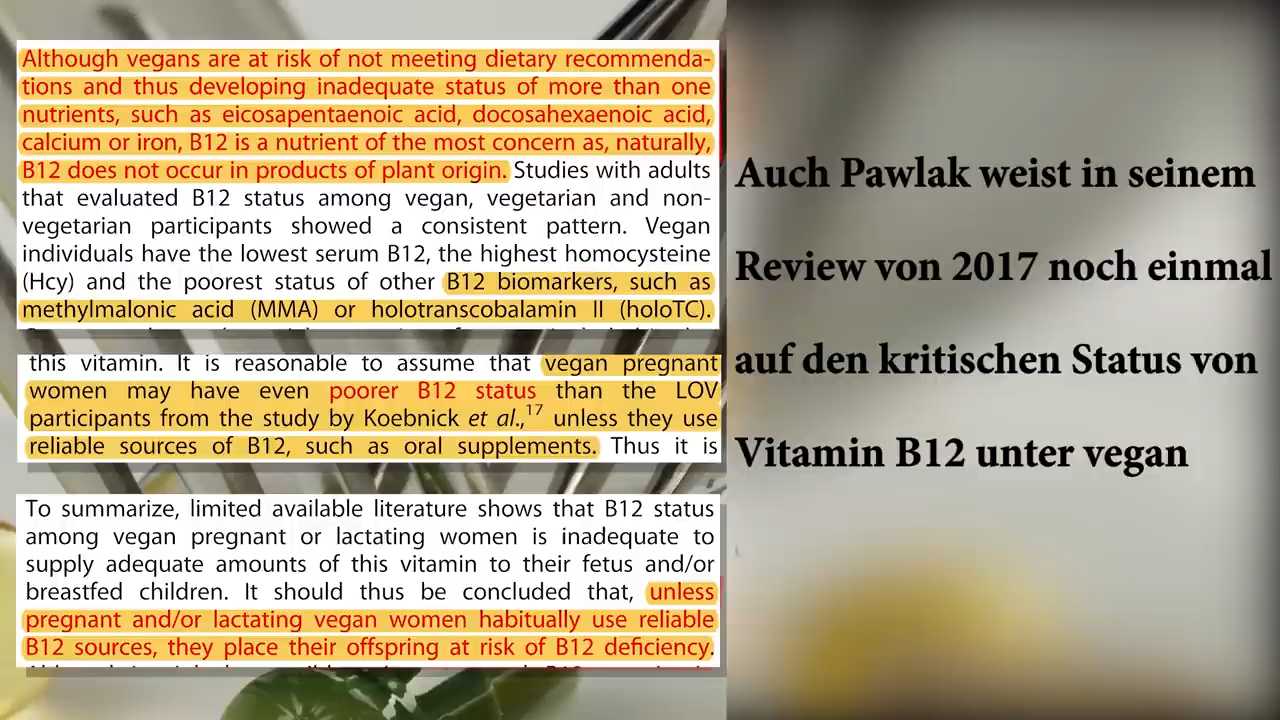 Although vegans are at risk of not meeting dietary recommenda-
tions and thus developing inadequate status of more than one
nutrients, such as eicosapentaenoic acid, docosahexaenoic acid,
calcium or iron, B12 is a nutrient of the most concern as, naturally,
B12 does not occur in products of plant origin. Studies with adults
that evaluated B12 status among vegan, vegetarian and non-
vegetarian participants showed a consistent pattern. Vegan
individuals have the lowest serum B12, the highest homocysteine
(Hcy) and the poorest status of other B12 biomarkers, such as
methylmalonic acid (MMA) or holotranscobalamin II (holoTC).
this vitamin. It is reasonable to assume that vegan pregnant
women may have even poorer B12 status than the LOV
participants from the study by Koebnick et al.,17 unless they use
reliable sources of B12, such as oral supplements. Thus it is
To summarize, limited available literature shows that B12 status
among vegan pregnant or lactating women is inadequate to
supply adequate amounts of this vitamin to their fetus and/or
breastfed children. It should thus be concluded that, unless
pregnant and/or lactating vegan women habitually use reliable
B12 sources, they place their offspring at risk of B12 deficiency.
Auch Pawlak weist in seinem
Review von 2017 noch einmal
auf den kritischen Status von
Vitamin B12 unter vegan